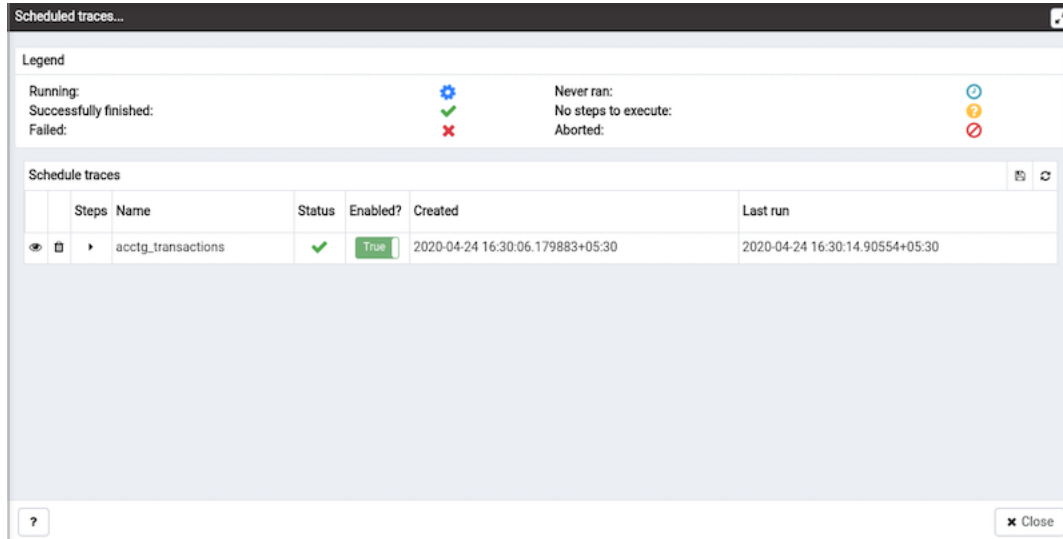 Scheduled traces...
Legend
Running:
Never ran:
Successfully finished:
No steps to execute:
Failed:
Aborted:
Schedule traces
Steps Name Status Enabled? Created Last run
acctg_transactions True 2020-04-24 16:30:06.179883+05:30 2020-04-24 16:30:14.90554+05:30
? × Close